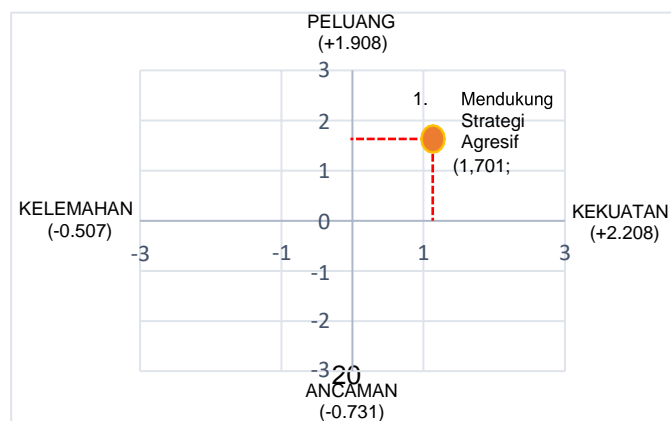 PELUANG
(+1.908)
3
1. Mendukung
Strategi
Agresif
(1,701;
2
1
KELEMAHAN
(-0.507)
0
KEKUATAN
(+2.208)
-3
-1
1
3
-1
-2
-3
20
ANCAMAN
(-0.731)